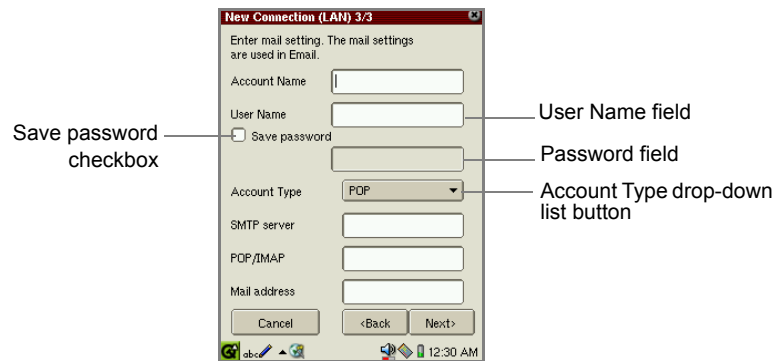 New Connection (LAN) 3/3
Enter mail setting. The mail settings
are used in Email.
Account Name
User Name
User Name field
Save password
Save password
checkbox
Password field
Account Type
POP
Account Type drop-down
list button
SMTP server
POP/IMAP
Mail address
Cancel
<Back
Next>
abc
12:30 AM